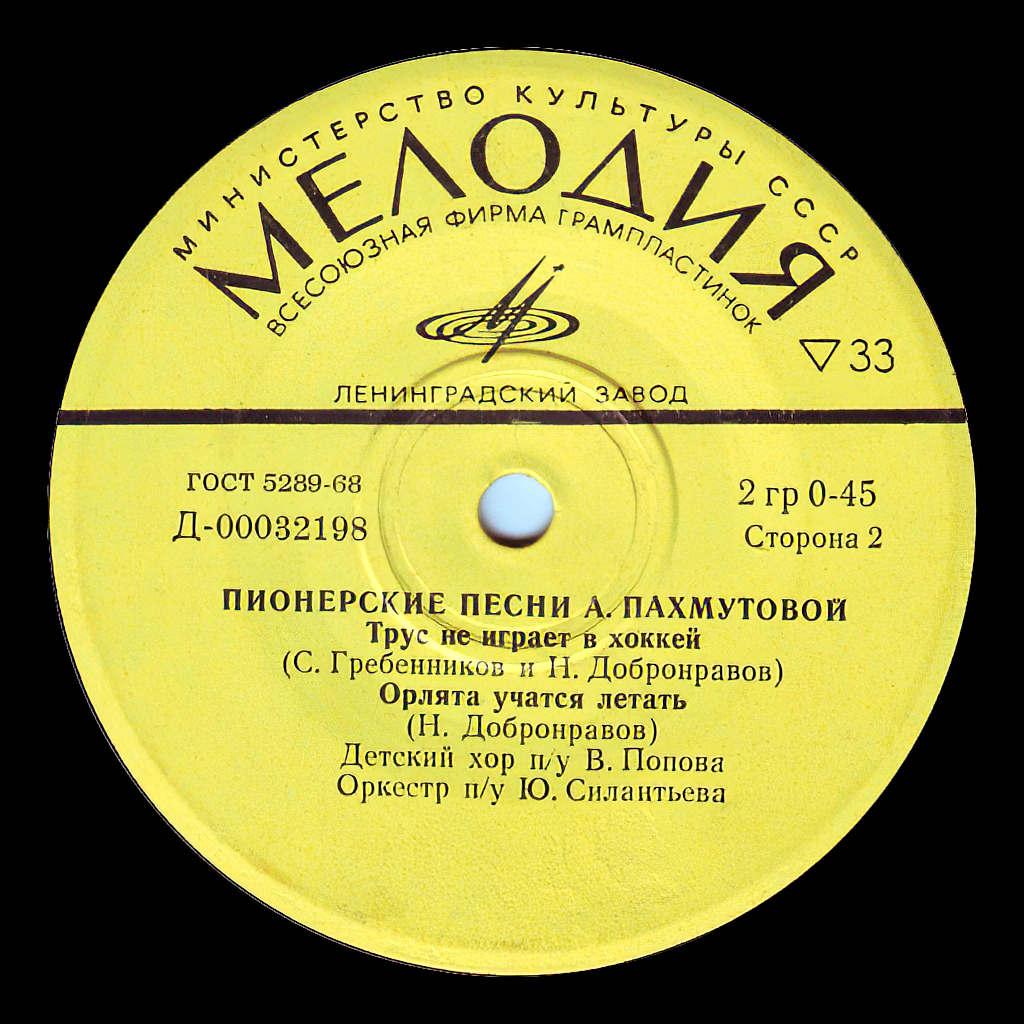 МИНИСТЕРСТВО КУЛЬТУРЫ СССР
МЕЛОДИЯ
ВСЕСОЮЗНАЯ ФИРМА ГРАМПЛАСТИНОК
▽33
ЛЕНИНГРАДСКИЙ ЗАВОД
ГОСТ 5289-68
Д-00032198
2 гр 0-45
Сторона 2
ПИОНЕРСКИЕ ПЕСНИ А. ПАХМУТОВОЙ
Трус не играет в хоккей
(С. Гребенников и Н. Добронравов)
Орлята учатся летать
(Н. Добронравов)
Детский хор п/у В. Попова
Оркестр п/у Ю. Силантьева